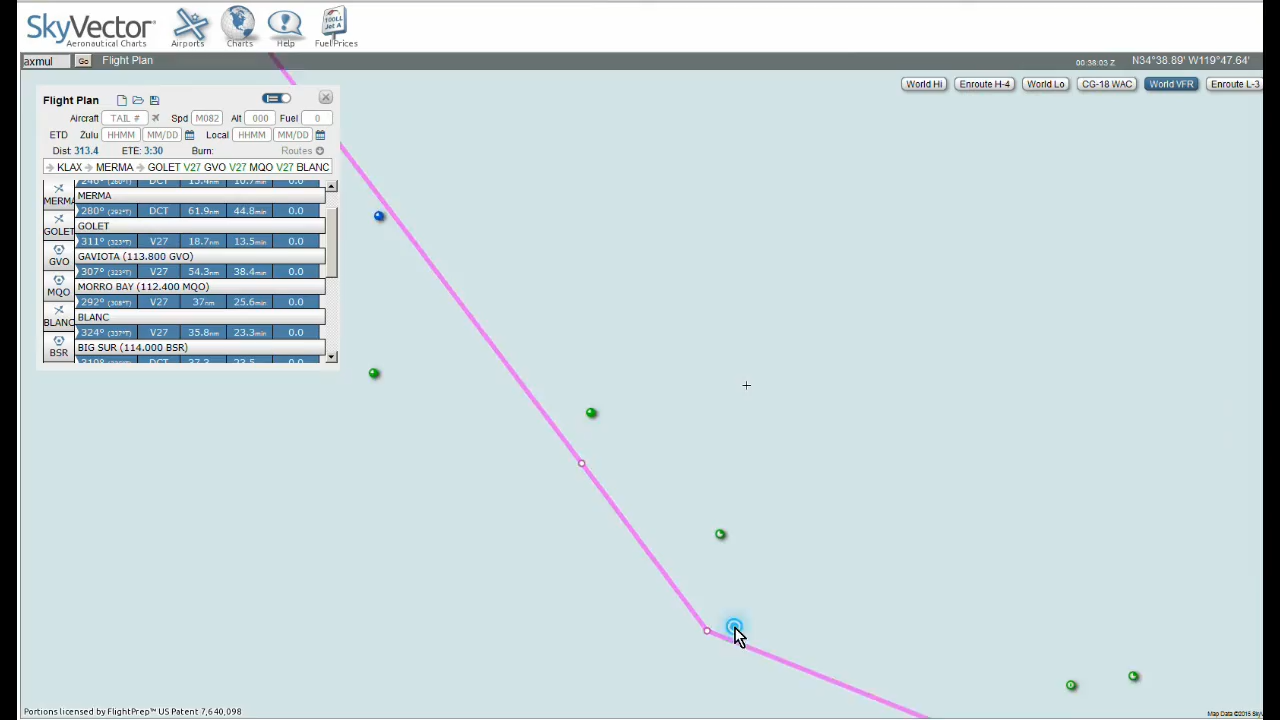 SkyVector
Aeronautical Charts
Airports
Charts
Help
100LL
Jet A
Fuel Prices
axmul
Go
Flight Plan
00:38:03 Z
N34°38.89' W119°47.64'
World Hi
Enroute H-4
World Lo
CG-18 WAC
World VFR
Enroute L-3
Flight Plan
Aircraft TAIL # Spd M082 Alt 000 Fuel 0
ETD Zulu HHMM MM/DD Local HHMM MM/DD
Dist: 313.4 ETE: 3:30 Burn: Routes
KLAX MERMA GOLET V27 GVO V27 MQO V27 BLANC
MERMA
MERMA
280° (292°T) DCT 61.9nm 44.8min 0.0
GOLET
GOLET
311° (323°T) V27 18.7nm 13.5min 0.0
GVO
GAVIOTA (113.800 GVO)
307° (323°T) V27 54.3nm 38.4min 0.0
MQO
MORRO BAY (112.400 MQO)
292° (308°T) V27 37nm 25.6min 0.0
BLANC
BLANC
324° (337°T) V27 35.8nm 23.3min 0.0
BSR
BIG SUR (114.000 BSR)
Portions licensed by FlightPrep™ US Patent 7,640,098